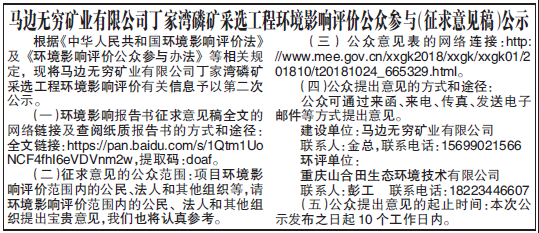 马边无穷矿业有限公司丁家湾磷矿采选工程环境影响评价公众参与(征求意见稿)公示
根据《中华人民共和国环境影响评价法》
及《环境影响评价公众参与办法》等相关规
定，现将马边无穷矿业有限公司丁家湾磷矿
采选工程环境影响评价有关信息予以第二次
公示。
(一)环境影响报告书征求意见稿全文的
网络链接及查阅纸质报告书的方式和途径：
全文链接：https://pan.baidu.com/s/1Qtm1Uo
NCF4fhI6eVDVnm2w，提取码：doaf。
(二)征求意见的公众范围：项目环境影
响评价范围内的公民、法人和其他组织等，请
环境影响评价范围内的公民、法人和其他组
织提出宝贵意见，我们也将认真参考。
(三)公众意见表的网络连接：http:
//www.mee.gov.cn/xxgk2018/xxgk/xxgk01/2
01810/t20181024_665329.html。
(四)公众提出意见的方式和途径：
公众可通过来函、来电、传真、发送电子
邮件等方式提出意见。
建设单位：马边无穷矿业有限公司
联系人：金总，联系电话：15699021566
环评单位：
重庆山合田生态环境技术有限公司
联系人：彭工 联系电话：18223446607
(五)公众提出意见的起止时间：本次公
示发布之日起10个工作日内。